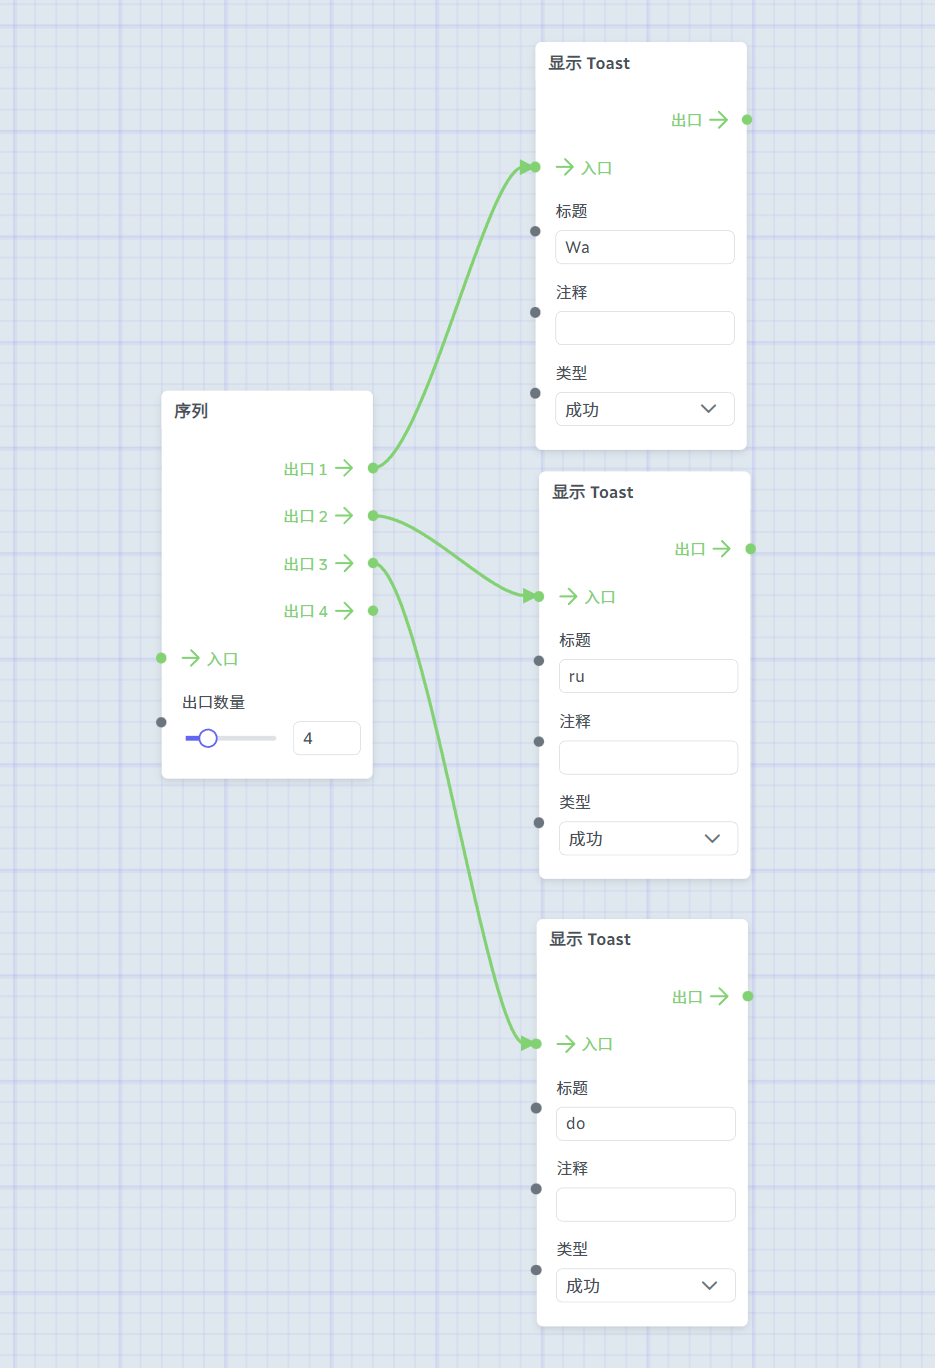 显示 Toast
出口
入口
标题
Wa
注释
类型
成功
序列
出口 1
出口 2
出口 3
出口 4
入口
出口数量
4
显示 Toast
出口
入口
标题
ru
注释
类型
成功
显示 Toast
出口
入口
标题
do
注释
类型
成功